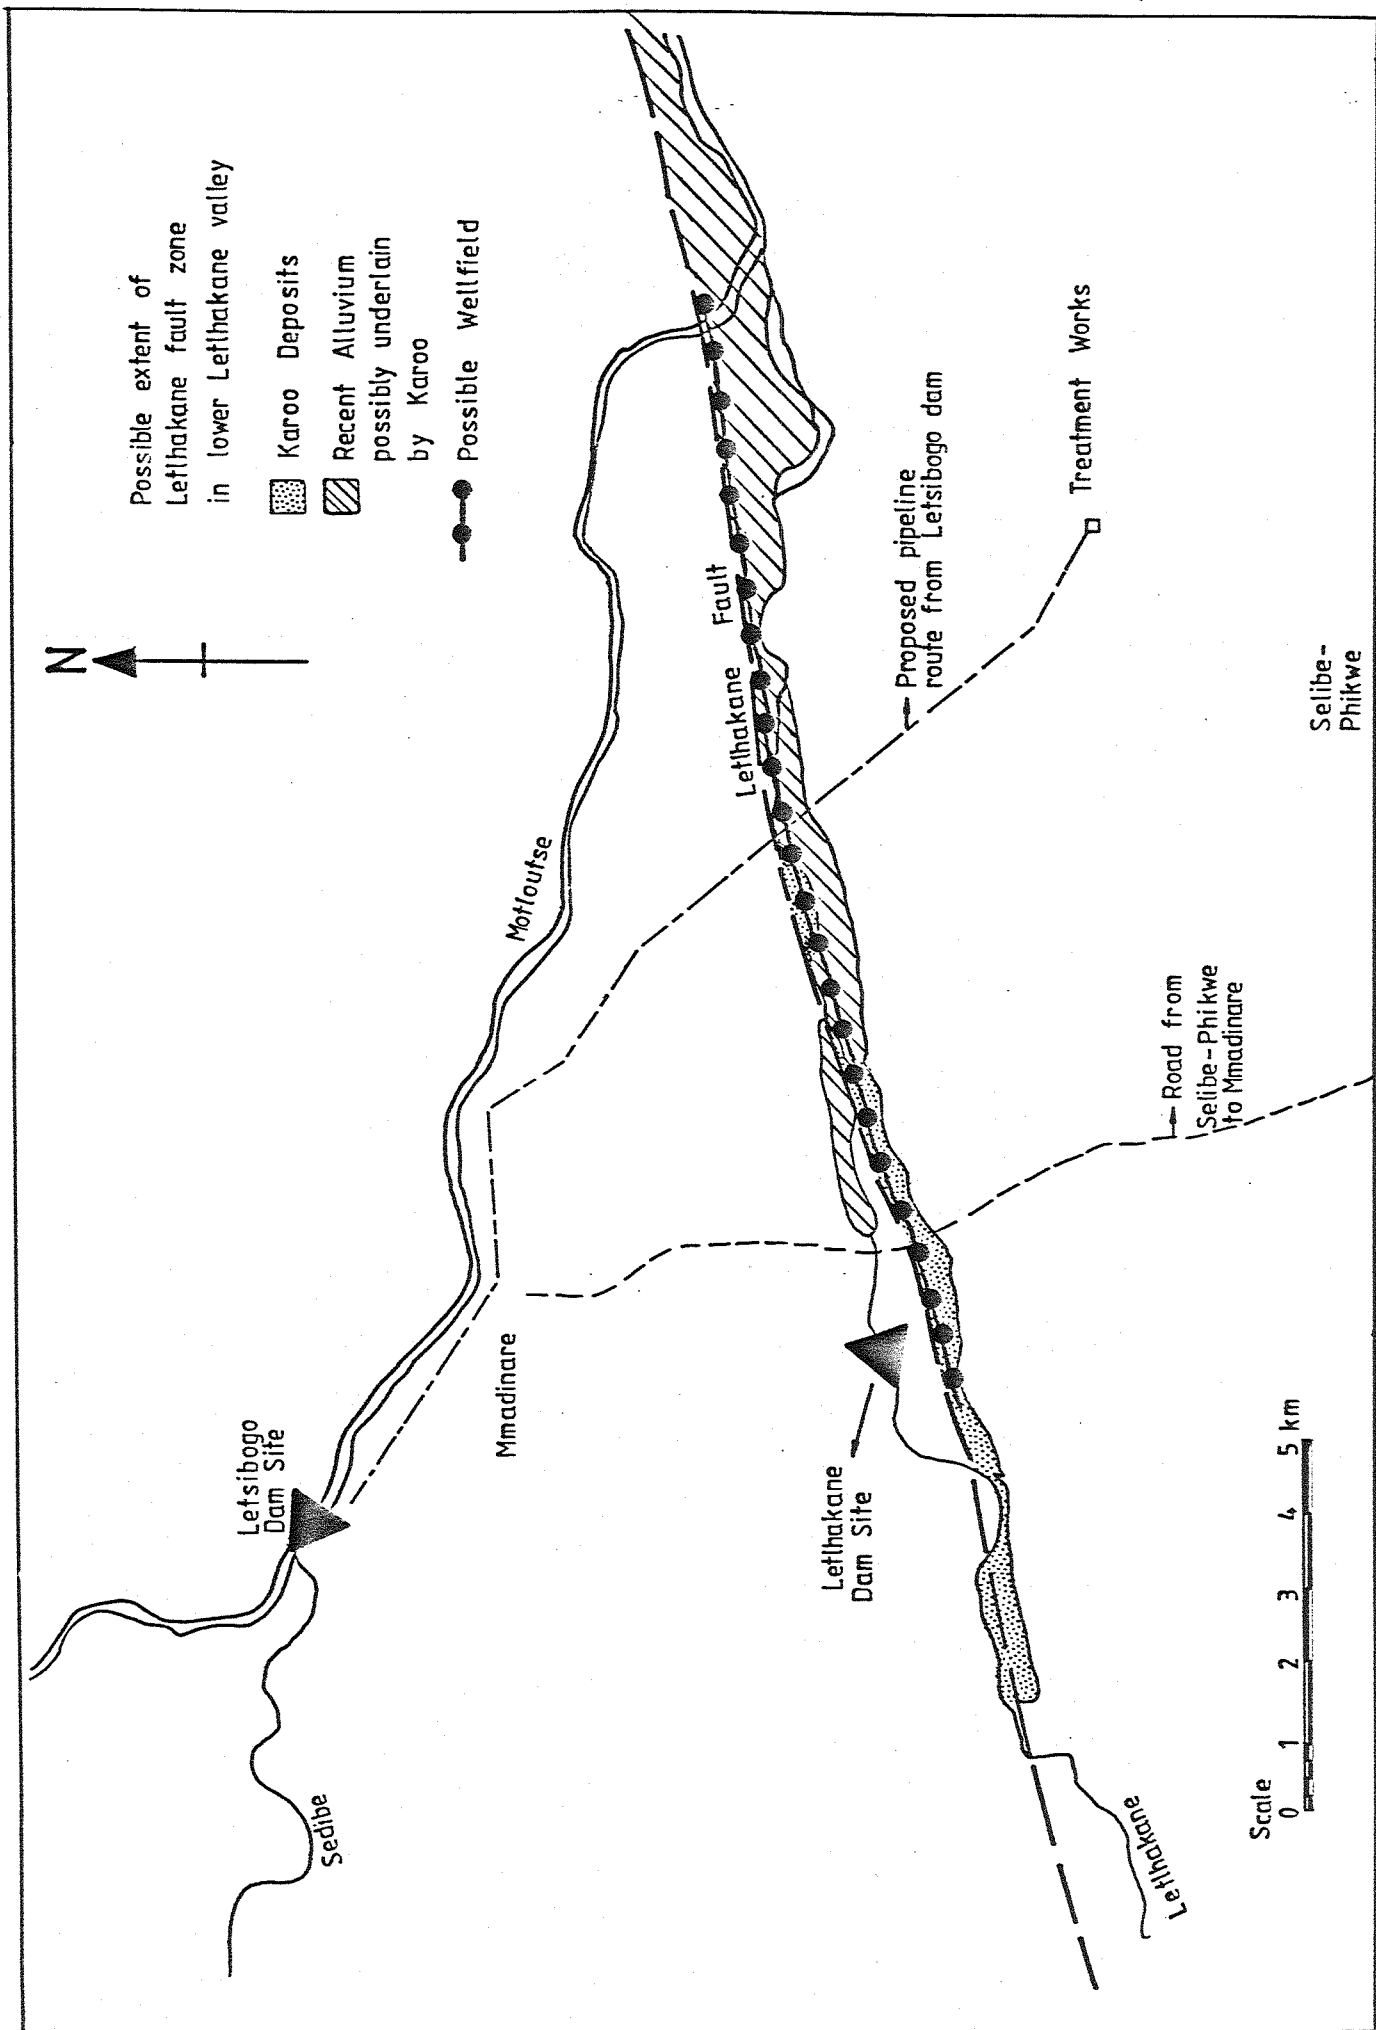 N
Possible extent of
Letlhakane fault zone
in lower Letlhakane valley
Karoo Deposits
Recent Alluvium
possibly underlain
by Karoo
Possible Wellfield
Letsibogo
Dam Site
Sedibe
Motloutse
Mmadinare
Letlhakane
Fault
Proposed pipeline
route from Letsibogo dam
Treatment Works
Letlhakane
Dam Site
Road from
Selibe-Phikwe
to Mmadinare
Selibe-
Phikwe
Letlhakane
Scale
0 1 2 3 4 5 km